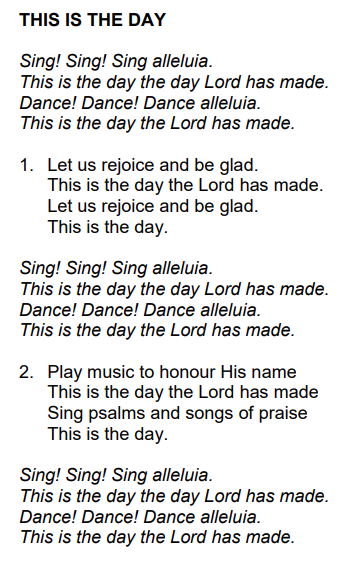 THIS IS THE DAY
Sing! Sing! Sing alleluia.
This is the day the day Lord has made.
Dance! Dance! Dance alleluia.
This is the day the Lord has made.
1. Let us rejoice and be glad.
This is the day the Lord has made.
Let us rejoice and be glad.
This is the day.
Sing! Sing! Sing alleluia.
This is the day the day Lord has made.
Dance! Dance! Dance alleluia.
This is the day the Lord has made.
2. Play music to honour His name
This is the day the Lord has made
Sing psalms and songs of praise
This is the day.
Sing! Sing! Sing alleluia.
This is the day the day Lord has made.
Dance! Dance! Dance alleluia.
This is the day the Lord has made.